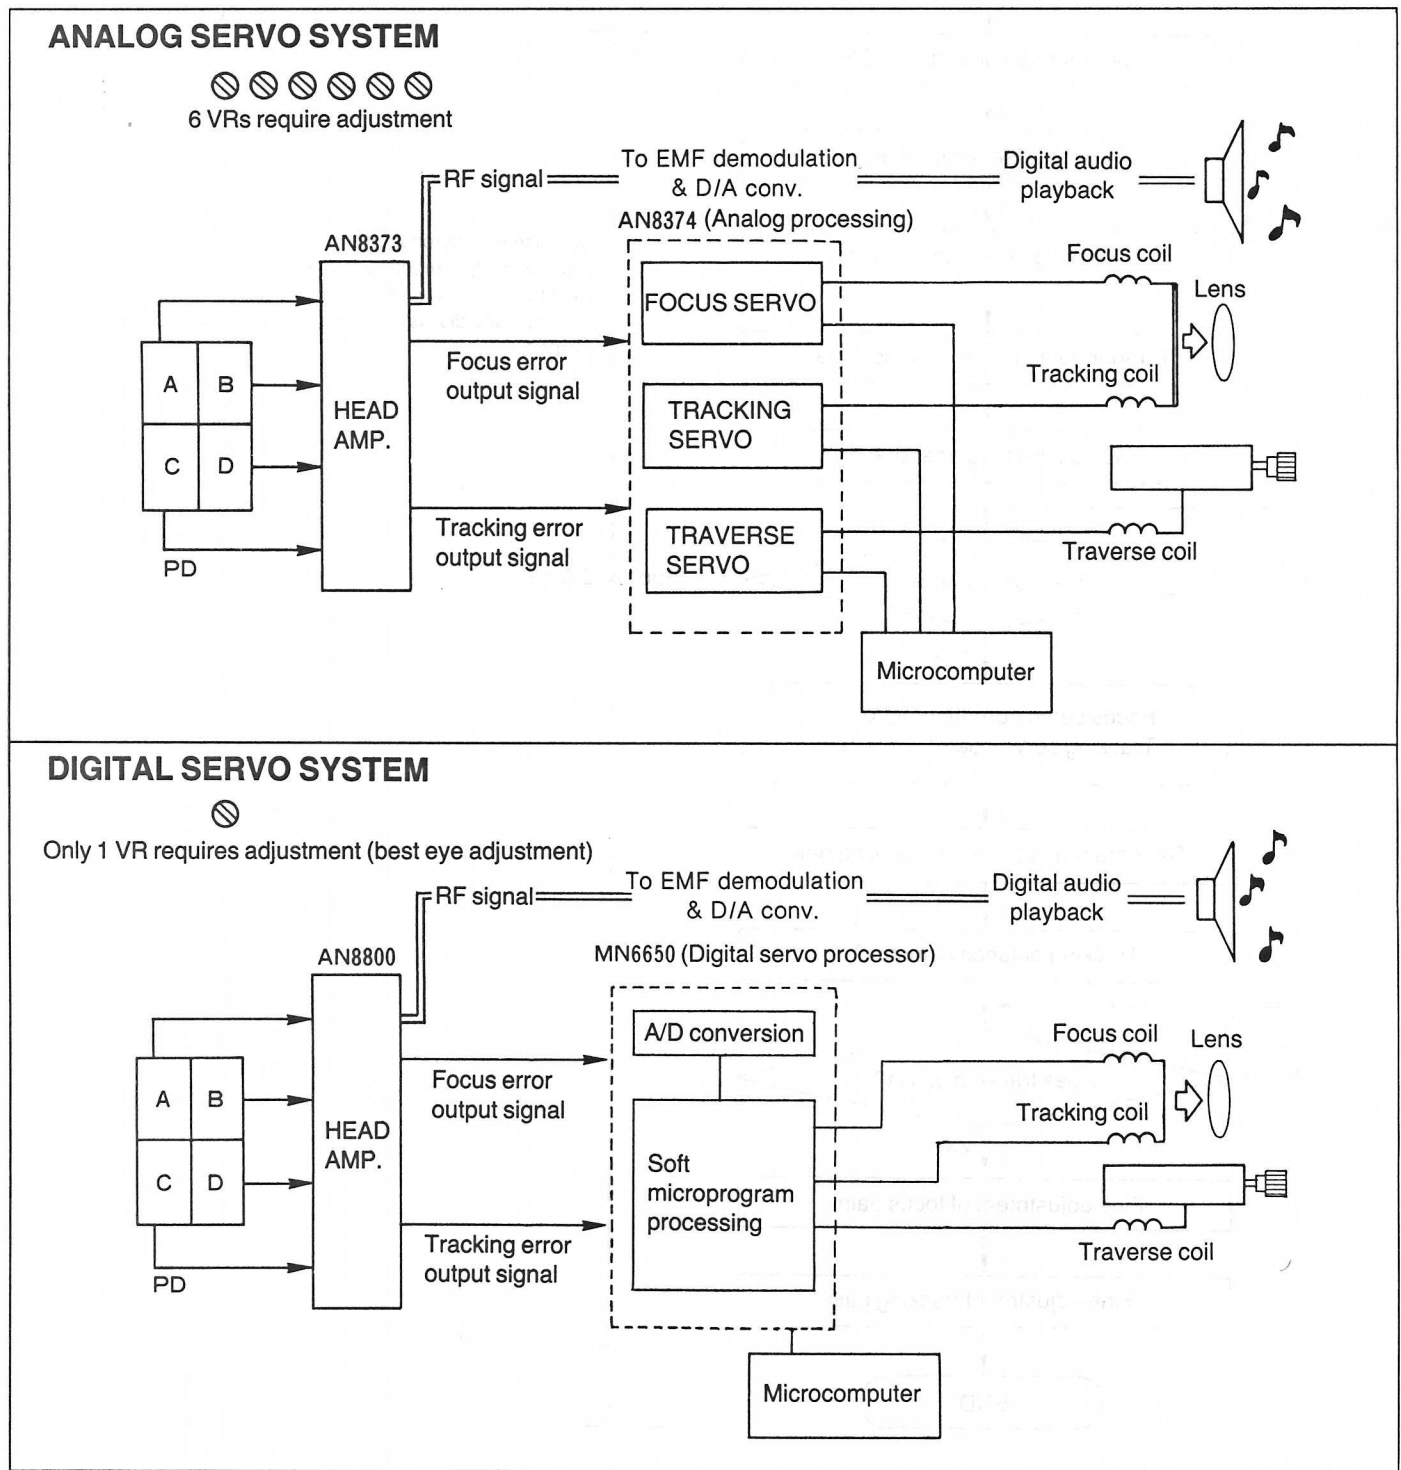 ANALOG SERVO SYSTEM
6 VRs require adjustment
RF signal
To EMF demodulation
& D/A conv.
Digital audio
playback
AN8374 (Analog processing)
AN8373
HEAD
AMP.
A
B
C
D
PD
Focus error
output signal
Tracking error
output signal
FOCUS SERVO
TRACKING
SERVO
TRAVERSE
SERVO
Focus coil
Lens
Tracking coil
Traverse coil
Microcomputer
DIGITAL SERVO SYSTEM
Only 1 VR requires adjustment (best eye adjustment)
RF signal
To EMF demodulation
& D/A conv.
Digital audio
playback
MN6650 (Digital servo processor)
AN8800
HEAD
AMP.
A
B
C
D
PD
Focus error
output signal
Tracking error
output signal
A/D conversion
Soft
microprogram
processing
Focus coil
Lens
Tracking coil
Traverse coil
Microcomputer